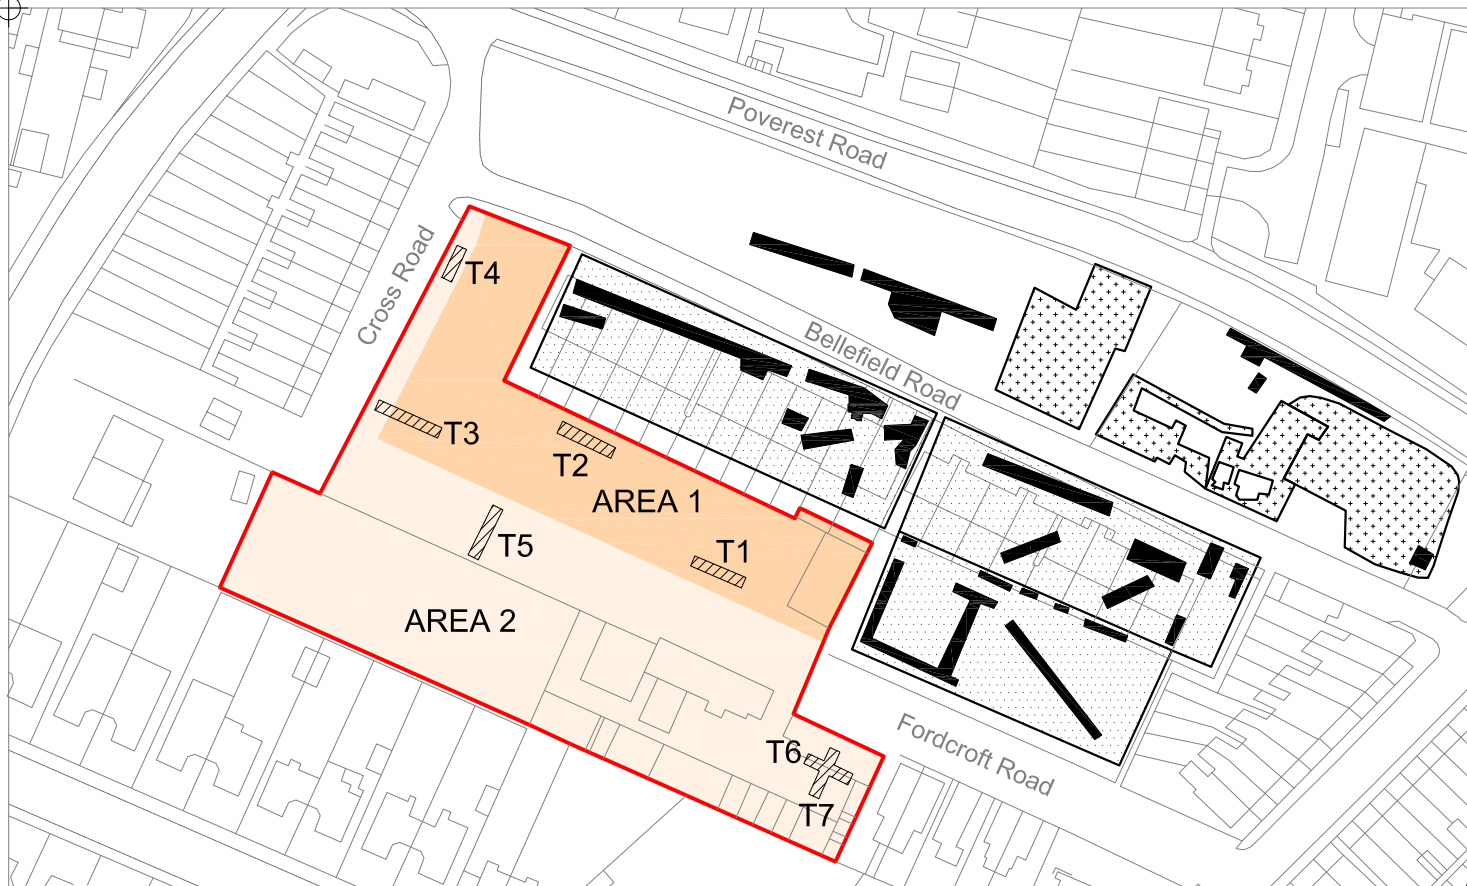 Poverest Road
Cross Road
T4
Bellefield Road
T3
T2
AREA 1
T5
T1
AREA 2
Fordcroft Road
T6
T7